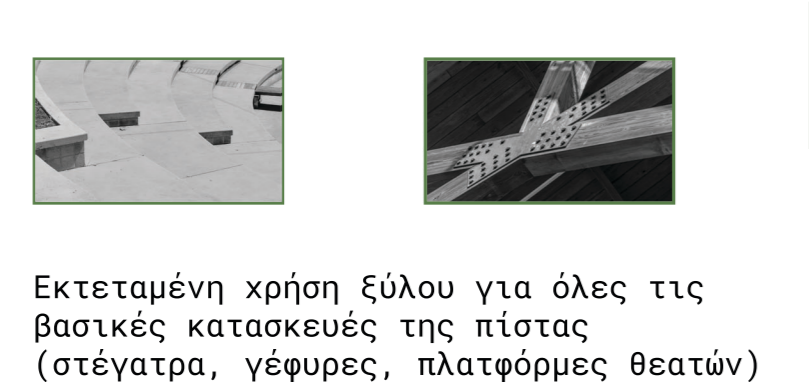 Εκτεταμένη χρήση ξύλου για όλες τις
βασικές κατασκευές της πίστας
(στέγατρα, γέφυρες, πλατφόρμες θεατών)